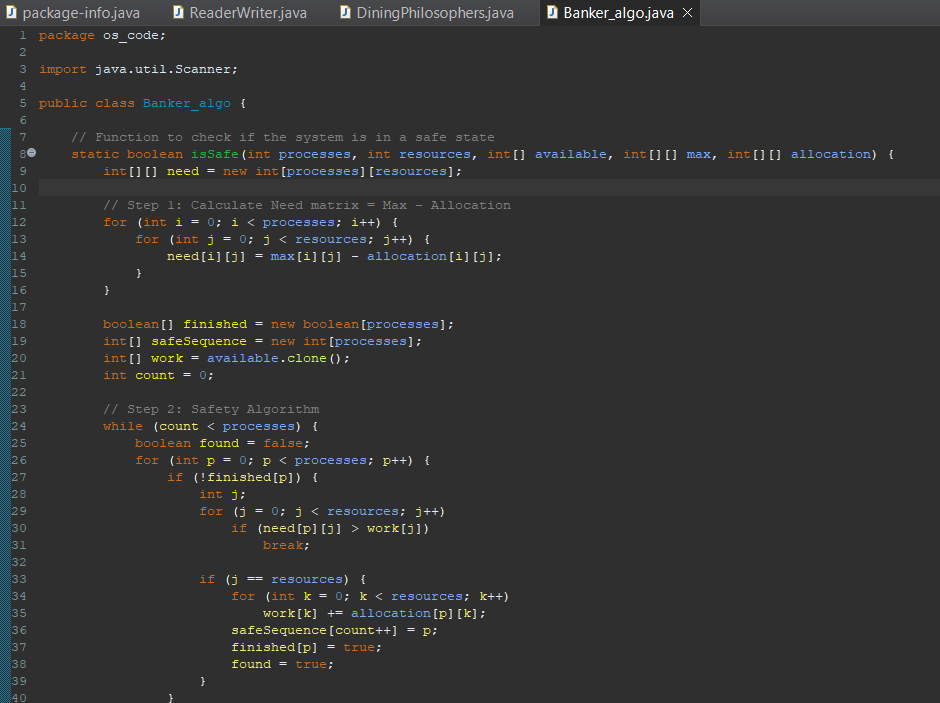 package-info.java ReaderWriter.java DiningPhilosophers.java Banker_algo.java
1 package os_code;
2
3 import java.util.Scanner;
4
5 public class Banker_algo {
6
7     // Function to check if the system is in a safe state
8     static boolean isSafe(int processes, int resources, int[] available, int[][] max, int[][] allocation) {
9         int[][] need = new int[processes][resources];
10
11         // Step 1: Calculate Need matrix = Max - Allocation
12         for (int i = 0; i < processes; i++) {
13             for (int j = 0; j < resources; j++) {
14                 need[i][j] = max[i][j] - allocation[i][j];
15             }
16         }
17
18         boolean[] finished = new boolean[processes];
19         int[] safeSequence = new int[processes];
20         int[] work = available.clone();
21         int count = 0;
22
23         // Step 2: Safety Algorithm
24         while (count < processes) {
25             boolean found = false;
26             for (int p = 0; p < processes; p++) {
27                 if (!finished[p]) {
28                     int j;
29                     for (j = 0; j < resources; j++)
30                         if (need[p][j] > work[j])
31                             break;
32
33                     if (j == resources) {
34                         for (int k = 0; k < resources; k++)
35                             work[k] += allocation[p][k];
36                         safeSequence[count++] = p;
37                         finished[p] = true;
38                         found = true;
39                     }
40                 }